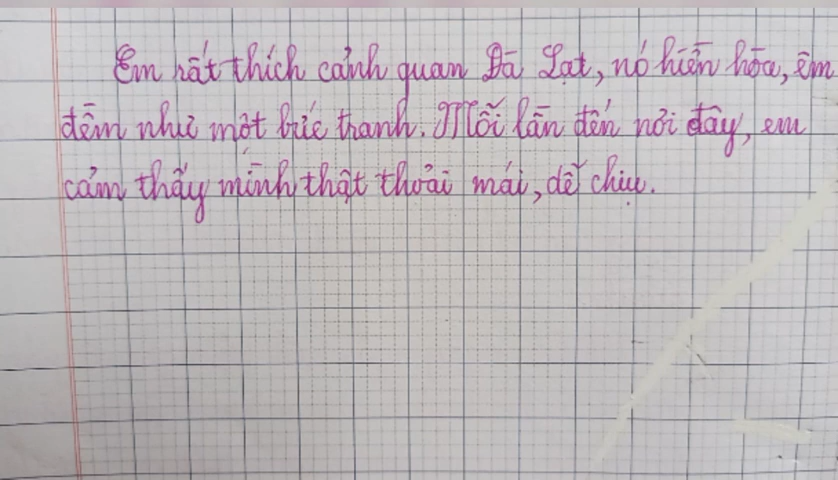 Em rất thích cảnh quan Đà Lạt, nó hiền hòa, êm
đềm như một bức tranh. Mỗi lần đến nơi đây, em
cảm thấy mình thật thoải mái, dễ chịu.